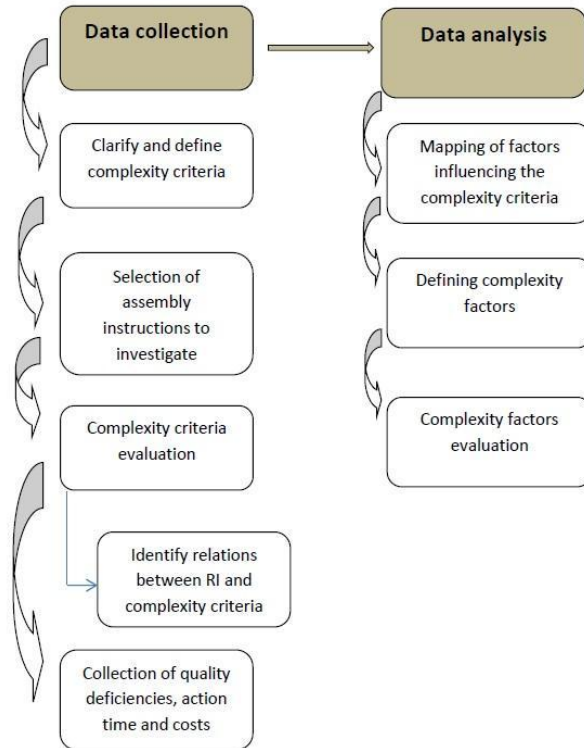 Data collection
Clarify and define
complexity criteria
Selection of
assembly
instructions to
investigate
Complexity criteria
evaluation
Identify relations
between RI and
complexity criteria
Collection of quality
deficiencies, action
time and costs
Data analysis
Mapping of factors
influencing the
complexity criteria
Defining complexity
factors
Complexity factors
evaluation